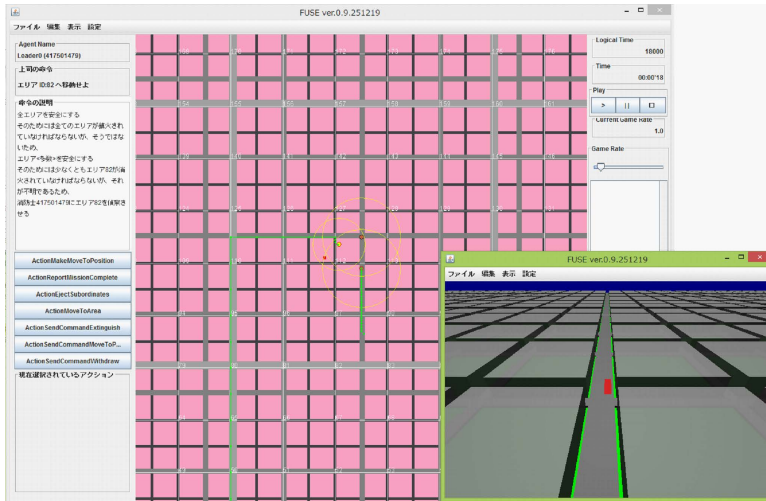 FUSE ver.0.9.251219
ファイル 編集 表示 設定
Agent Name
Leader0 (417501479)
上司の命令
エリア ID:82 へ移動せよ
命令の説明
全エリアを安全にする
そのためには全てのエリアが鎮火され
ていなければならないが、そうではな
いため、
エリア<多数>を安全にする
そのためには少なくともエリア82が消
火されていなければならないが、それ
が不明であるため、
消防士417501479にエリア82を偵察さ
せる
ActionMakeMoveToPosition
ActionReportMissionComplete
ActionEjectSubordinates
ActionMoveToArea
ActionSendCommandExtinguish
ActionSendCommandMoveToP...
ActionSendCommandWithdraw
現在選択されているアクション
Logical Time
18000
Time
00:00'18
Play
Current Game Rate
1.0
Game Rate
FUSE ver.0.9.251219
ファイル 編集 表示 設定